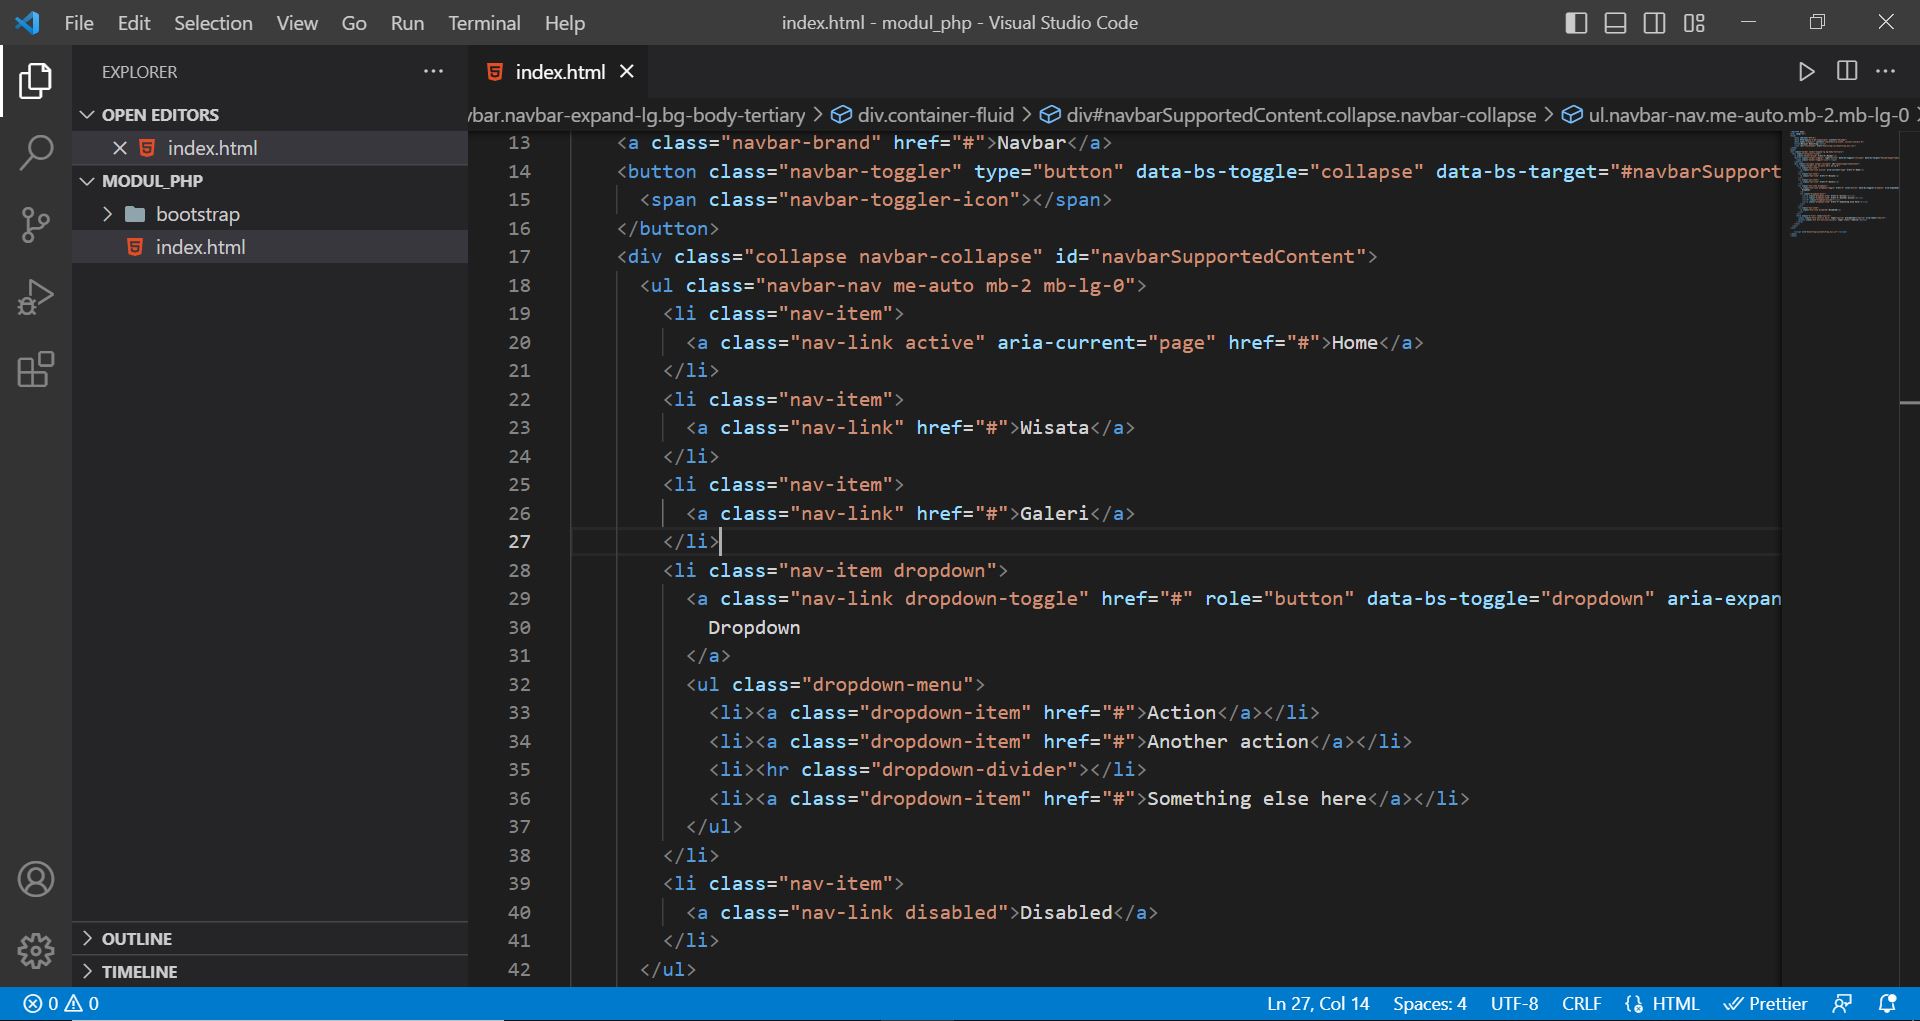 File Edit Selection View Go Run Terminal Help
index.html - modul_php - Visual Studio Code
EXPLORER
OPEN EDITORS
index.html
MODUL_PHP
bootstrap
index.html
OUTLINE
TIMELINE
index.html
vbar.navbar-expand-lg.bg-body-tertiary > div.container-fluid > div#navbarSupportedContent.collapse.navbar-collapse > ul.navbar-nav.me-auto.mb-2.mb-lg-0 >
13 <a class="navbar-brand" href="#">Navbar</a>
14 <button class="navbar-toggler" type="button" data-bs-toggle="collapse" data-bs-target="#navbarSupport
15 <span class="navbar-toggler-icon"></span>
16 </button>
17 <div class="collapse navbar-collapse" id="navbarSupportedContent">
18 <ul class="navbar-nav me-auto mb-2 mb-lg-0">
19 <li class="nav-item">
20 <a class="nav-link active" aria-current="page" href="#">Home</a>
21 </li>
22 <li class="nav-item">
23 <a class="nav-link" href="#">Wisata</a>
24 </li>
25 <li class="nav-item">
26 <a class="nav-link" href="#">Galeri</a>
27 </li>
28 <li class="nav-item dropdown">
29 <a class="nav-link dropdown-toggle" href="#" role="button" data-bs-toggle="dropdown" aria-expan
30 Dropdown
31 </a>
32 <ul class="dropdown-menu">
33 <li><a class="dropdown-item" href="#">Action</a></li>
34 <li><a class="dropdown-item" href="#">Another action</a></li>
35 <li><hr class="dropdown-divider"></li>
36 <li><a class="dropdown-item" href="#">Something else here</a></li>
37 </ul>
38 </li>
39 <li class="nav-item">
40 <a class="nav-link disabled">Disabled</a>
41 </li>
42 </ul>
0 0
Ln 27, Col 14 Spaces: 4 UTF-8 CRLF HTML Prettier